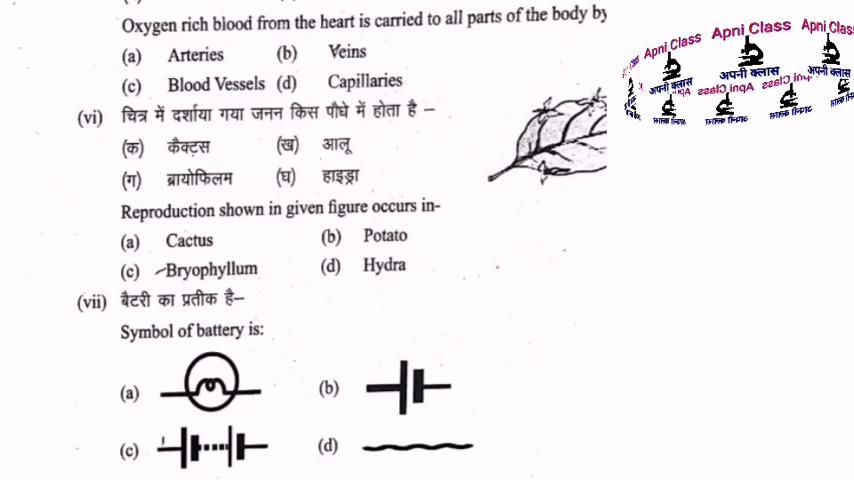 Oxygen rich blood from the heart is carried to all parts of the body by
(a) Arteries (b) Veins
(c) Blood Vessels (d) Capillaries
(vi) चित्र में दर्शाया गया जनन किस पौधे में होता है –
(क) कैक्ट्स (ख) आलू
(ग) ब्रायोफिलम (घ) हाइड्रा
Reproduction shown in given figure occurs in-
(a) Cactus (b) Potato
(c) Bryophyllum (d) Hydra
(vii) बैटरी का प्रतीक है–
Symbol of battery is:
(a) (b)
(c) (d)
Apni Class Apni Class Apni Class
अपनी क्लास अपनी क्लास अपनी क्लास